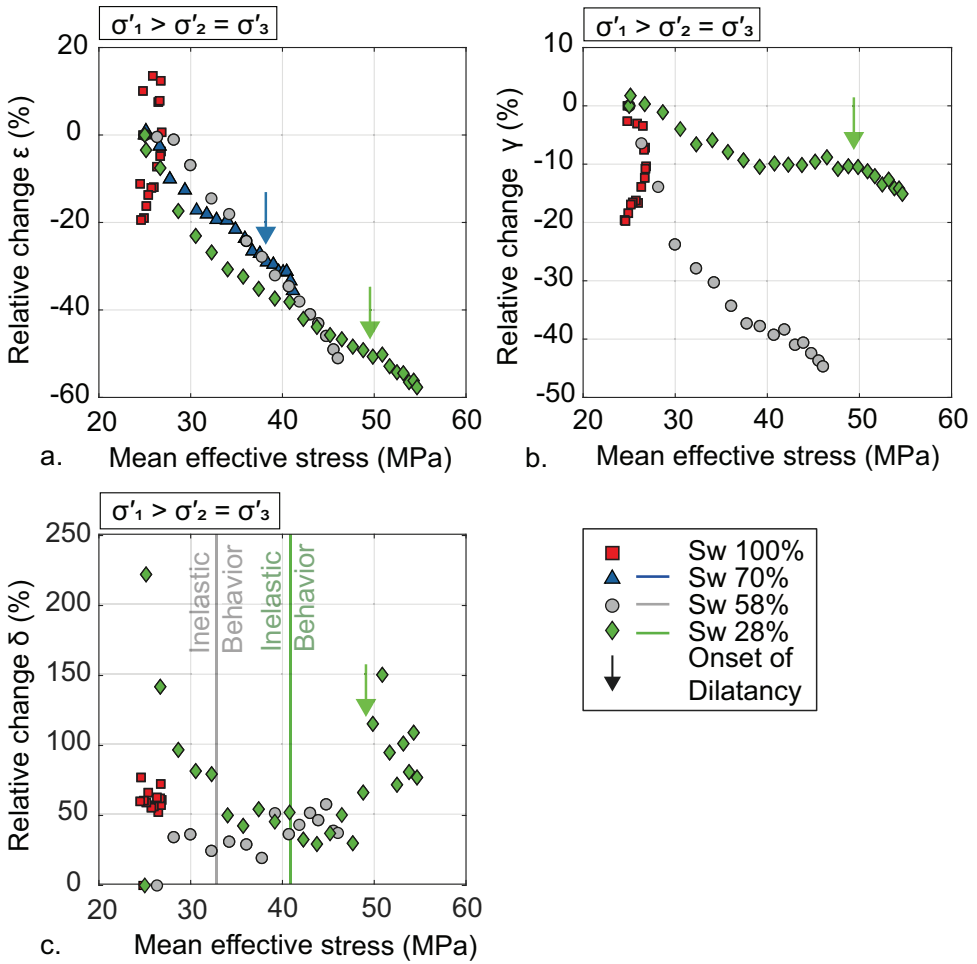 σ′₁ > σ′₂ = σ′₃
20
0
-20
-40
-60
Relative change ε (%)
20 30 40 50 60
a. Mean effective stress (MPa)
σ′₁ > σ′₂ = σ′₃
10
0
-10
-20
-30
-40
-50
Relative change γ (%)
20 30 40 50 60
b. Mean effective stress (MPa)
σ′₁ > σ′₂ = σ′₃
250
200
150
100
50
0
Relative change δ (%)
Inelastic
Behavior
Inelastic
Behavior
20 30 40 50 60
c. Mean effective stress (MPa)
Sw 100%
Sw 70%
Sw 58%
Sw 28%
Onset of
Dilatancy